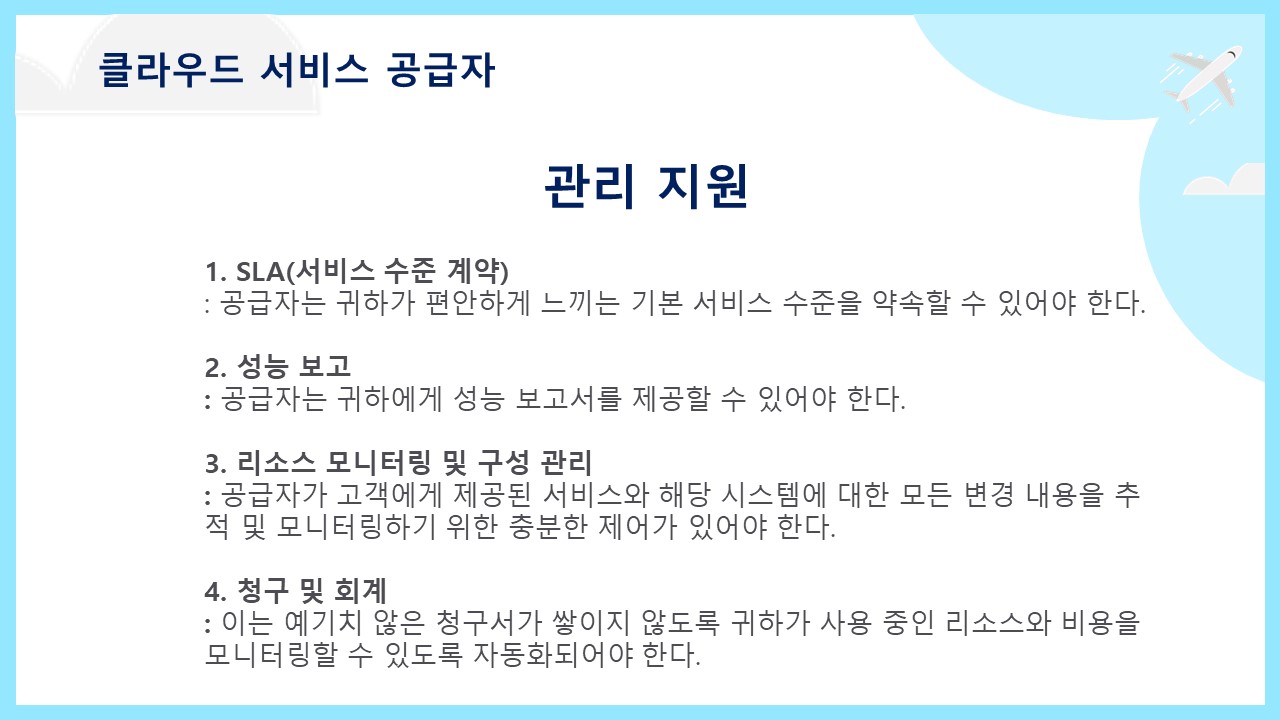 클라우드 서비스 공급자
관리 지원
1. SLA(서비스 수준 계약)
: 공급자는 귀하가 편안하게 느끼는 기본 서비스 수준을 약속할 수 있어야 한다.
2. 성능 보고
: 공급자는 귀하에게 성능 보고서를 제공할 수 있어야 한다.
3. 리소스 모니터링 및 구성 관리
: 공급자가 고객에게 제공된 서비스와 해당 시스템에 대한 모든 변경 내용을 추
적 및 모니터링하기 위한 충분한 제어가 있어야 한다.
4. 청구 및 회계
: 이는 예기치 않은 청구서가 쌓이지 않도록 귀하가 사용 중인 리소스와 비용을
모니터링할 수 있도록 자동화되어야 한다.